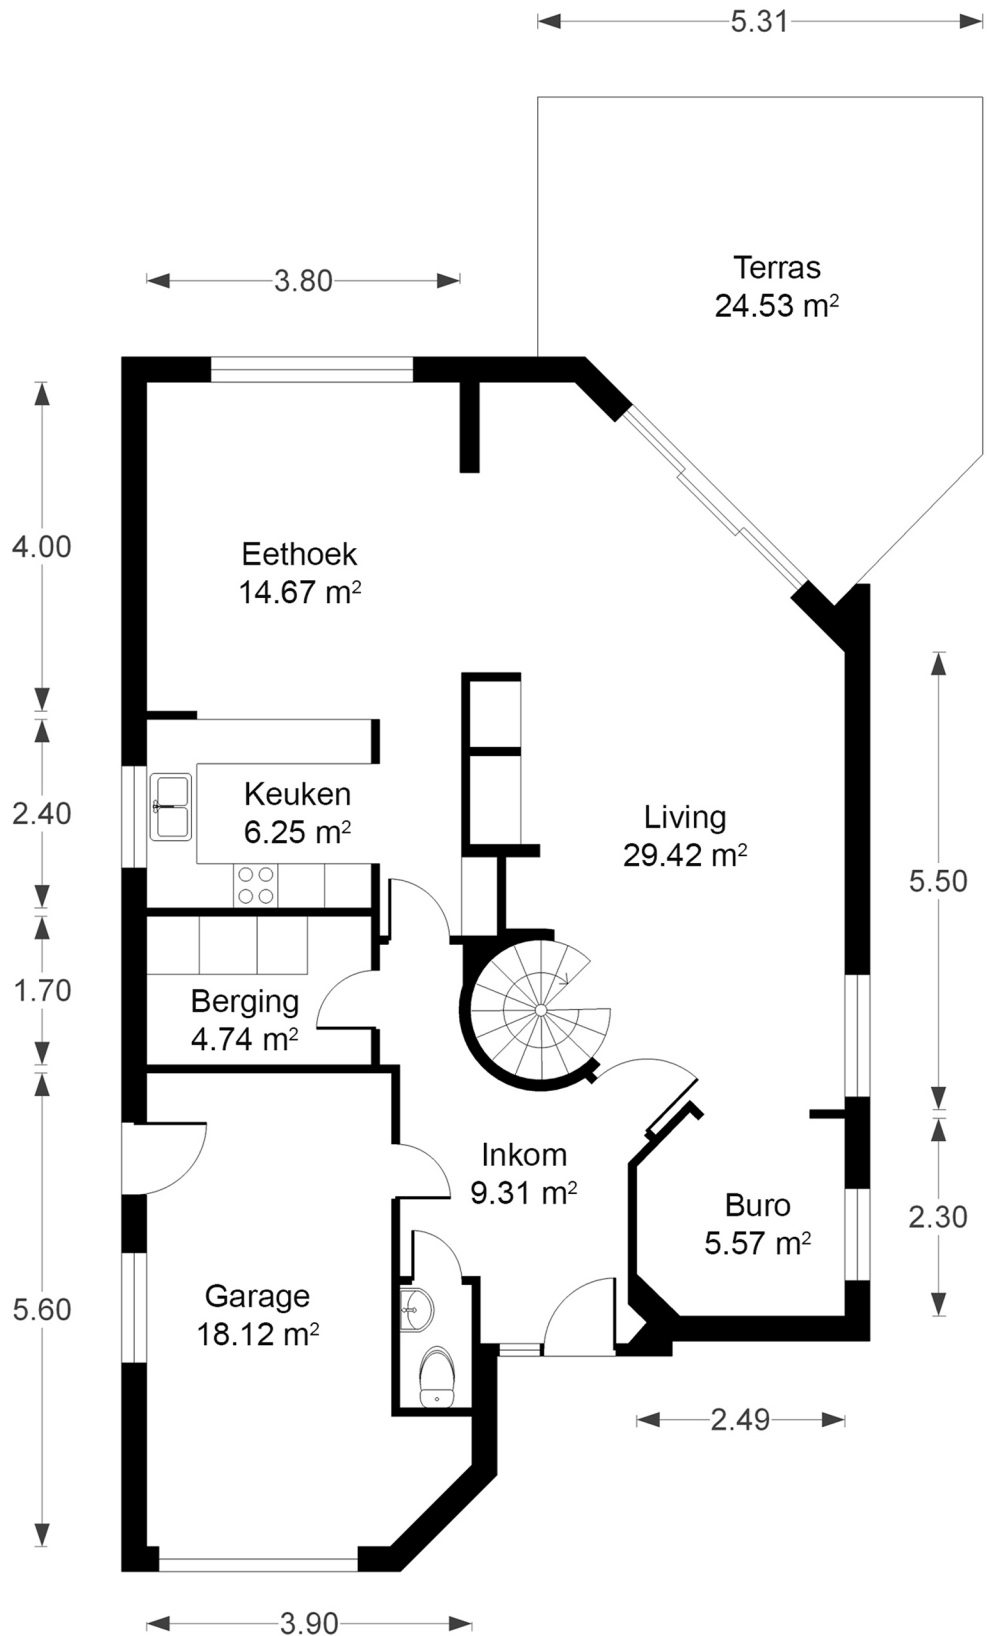 5.31
Terras
24.53 m²
3.80
4.00
Eethoek
14.67 m²
2.40
Keuken
6.25 m²
Living
29.42 m²
5.50
1.70
Berging
4.74 m²
Inkom
9.31 m²
Buro
5.57 m²
2.30
5.60
Garage
18.12 m²
2.49
3.90